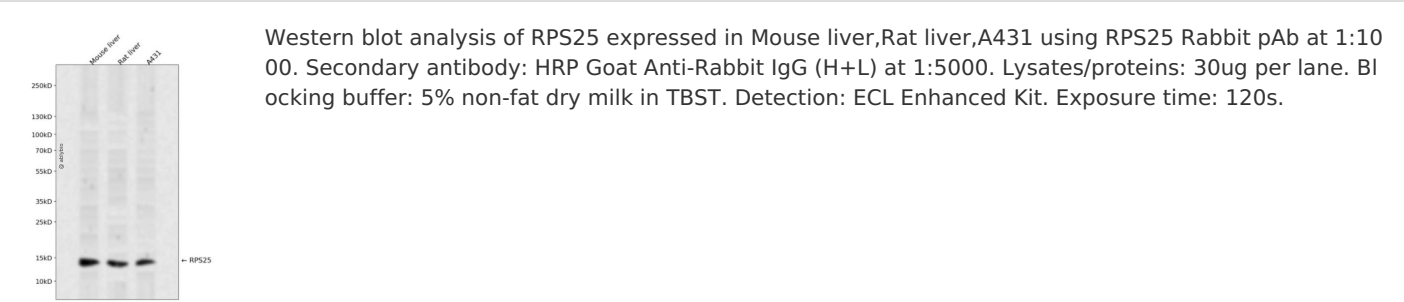 Mouse liver
Rat liver
A431
Western blot analysis of RPS25 expressed in Mouse liver,Rat liver,A431 using RPS25 Rabbit pAb at 1:10
00. Secondary antibody: HRP Goat Anti-Rabbit IgG (H+L) at 1:5000. Lysates/proteins: 30ug per lane. Bl
ocking buffer: 5% non-fat dry milk in TBST. Detection: ECL Enhanced Kit. Exposure time: 120s.
250kD
130kD
100kD
70kD
@ ablybio
55kD
35kD
25kD
15kD
← RPS25
10kD